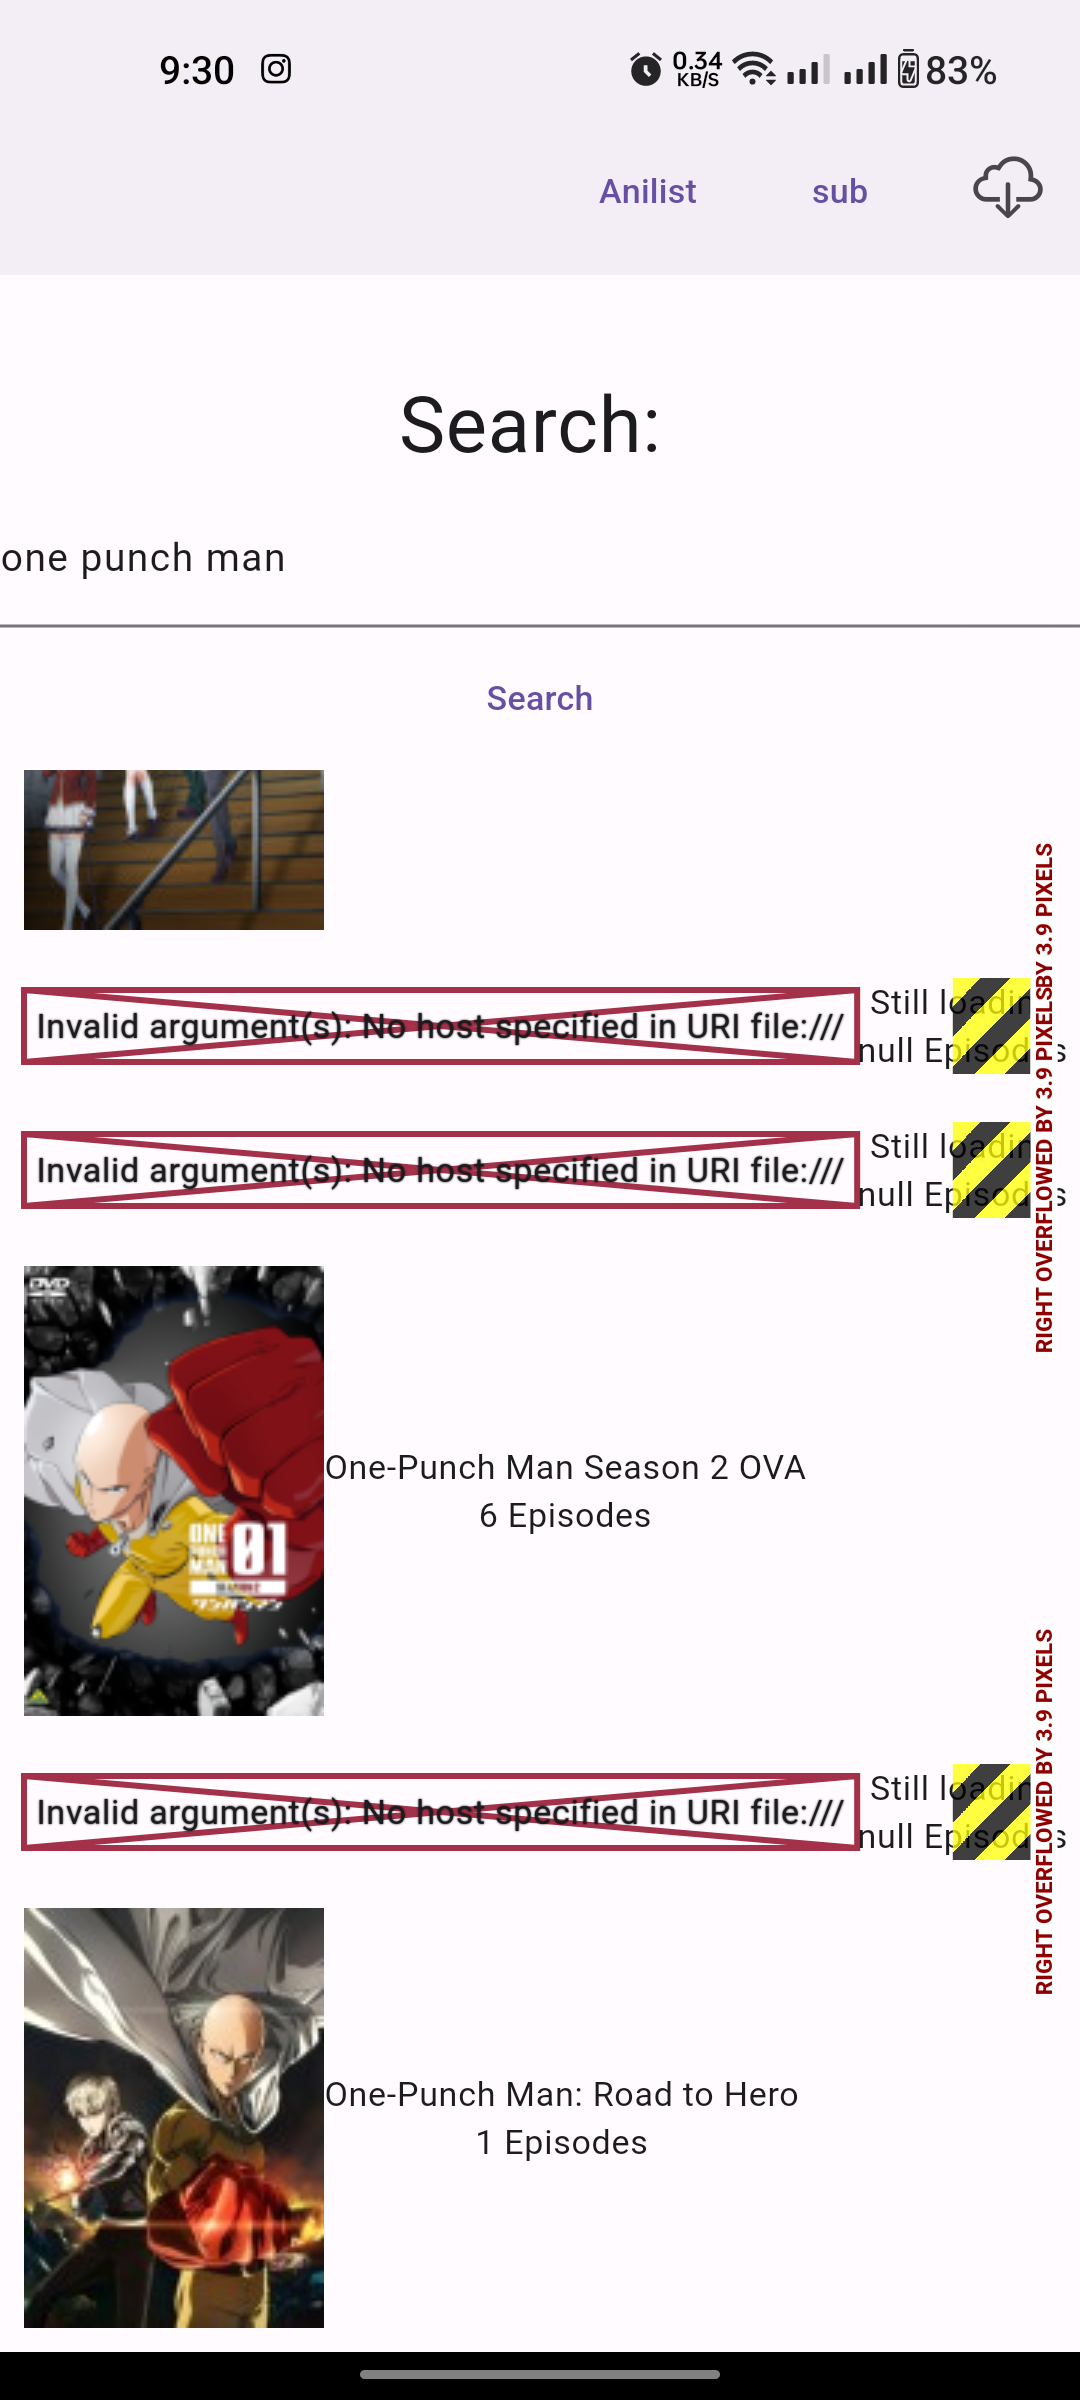 9:30
0.34
KB/S
83%
Anilist
sub
Search:
one punch man
Search
Invalid argument(s): No host specified in URI file:///
Still loadin
null Episodes
RIGHT OVERFLOWED BY 3.9 PIXELS
Invalid argument(s): No host specified in URI file:///
Still loadin
null Episodes
BY 3.9 PIXELS
DVD
ONE
MAN
01
One-Punch Man Season 2 OVA
6 Episodes
Invalid argument(s): No host specified in URI file:///
Still loadin
null Episodes
RIGHT OVERFLOWED BY 3.9 PIXELS
One-Punch Man: Road to Hero
1 Episodes